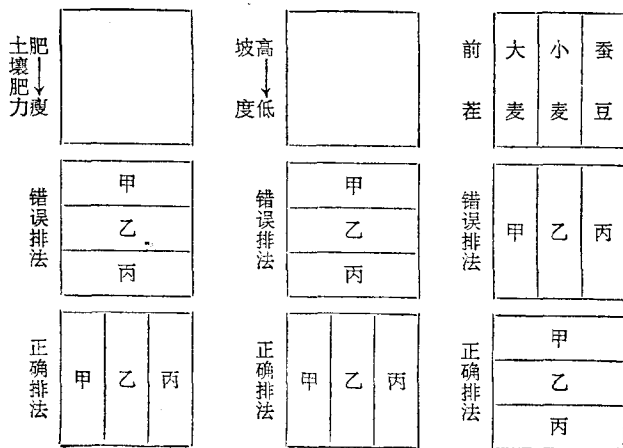 土壤肥力
肥→瘦
坡度
高→低
前茬
大麦
小麦
蚕豆
错误排法
甲
乙
丙
错误排法
甲
乙
丙
错误排法
甲
乙
丙
正确排法
甲
乙
丙
正确排法
甲
乙
丙
正确排法
甲
乙
丙